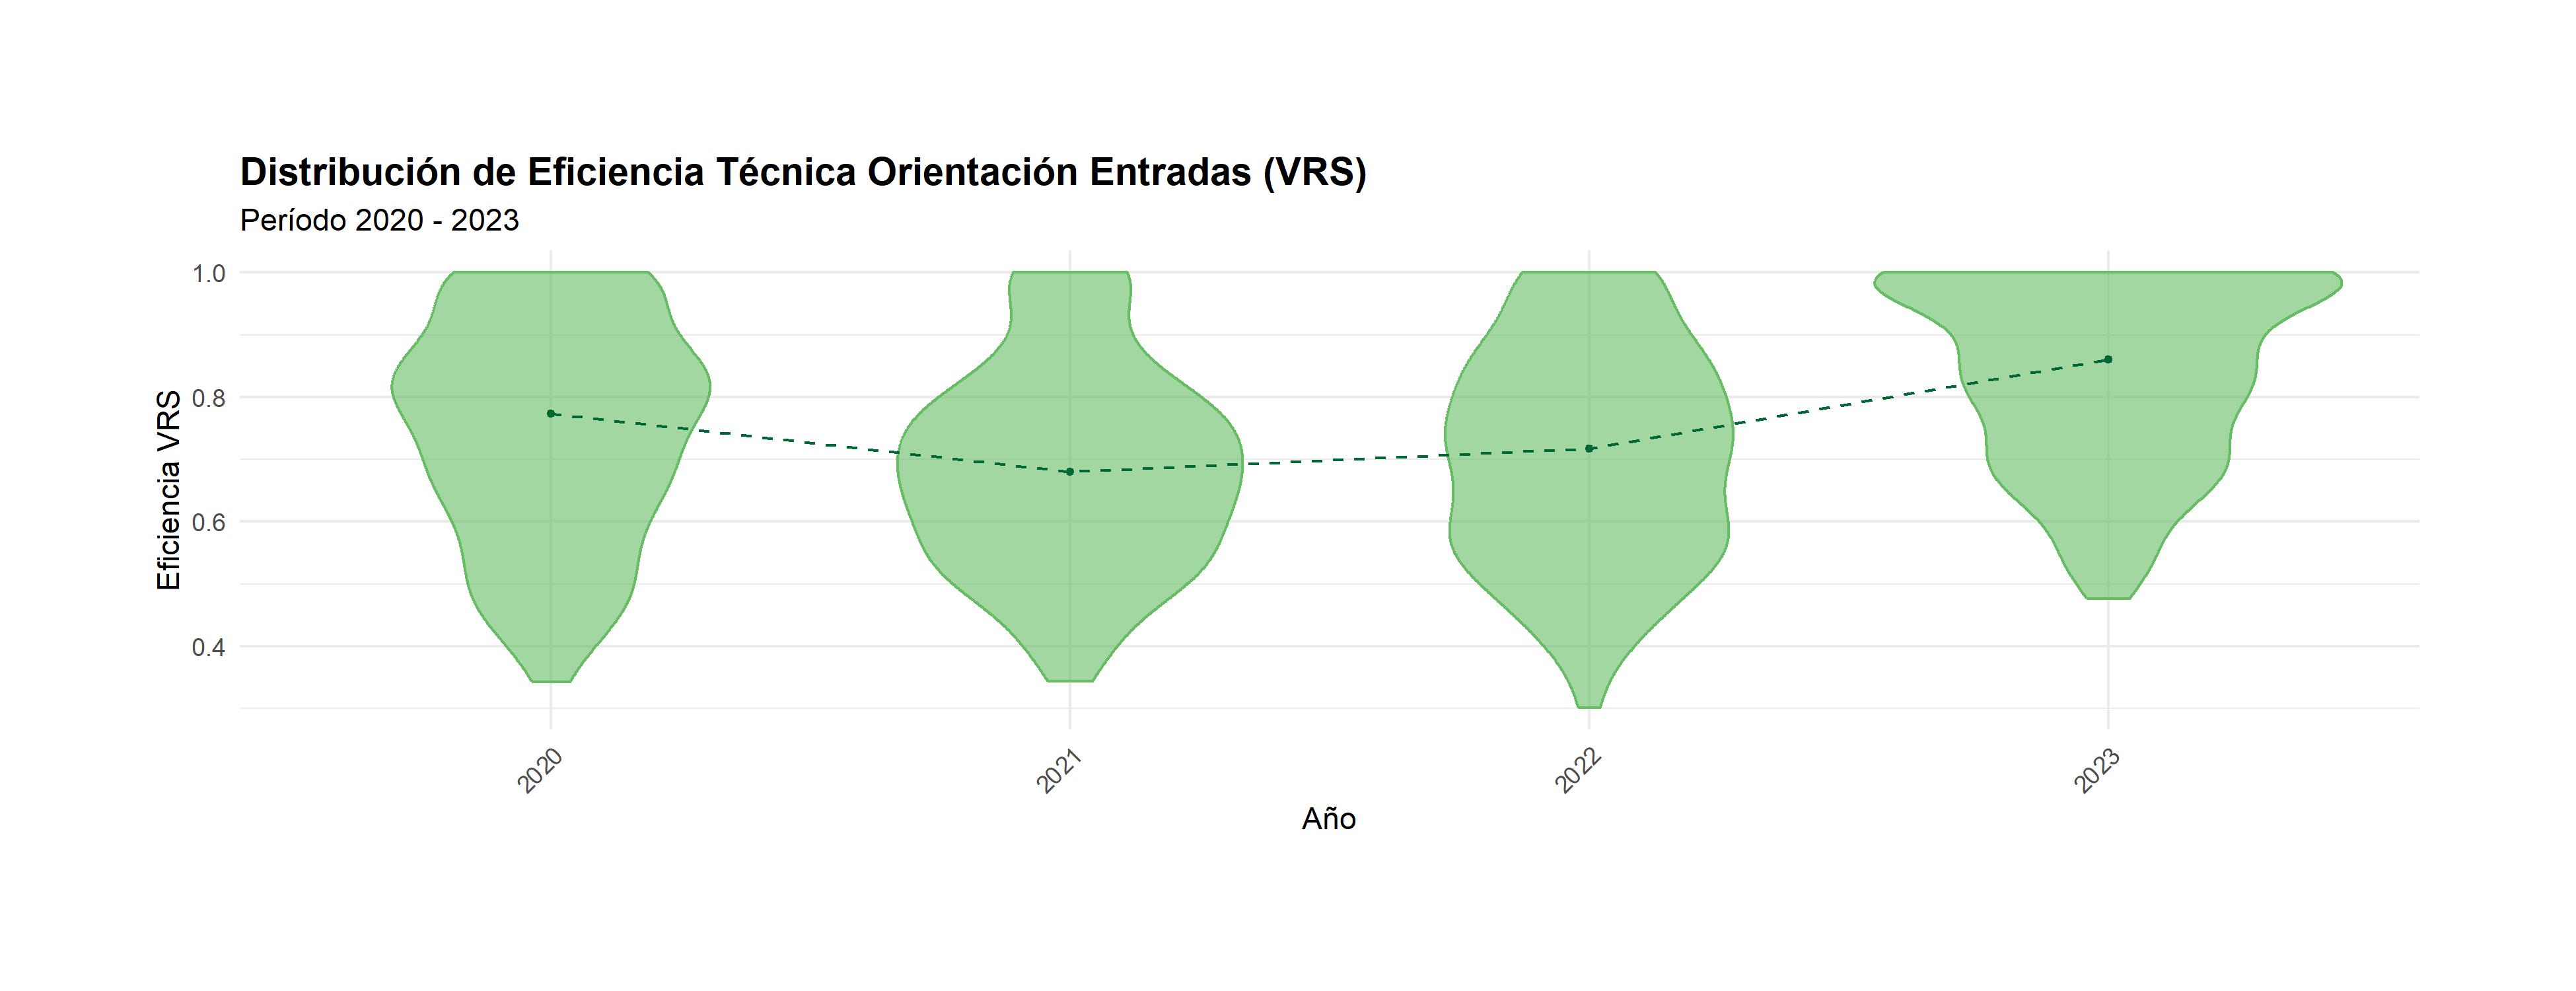 Distribución de Eficiencia Técnica Orientación Entradas (VRS)
Período 2020 - 2023
1.0
0.8
0.6
0.4
Eficiencia VRS
2020
2021
2022
2023
Año